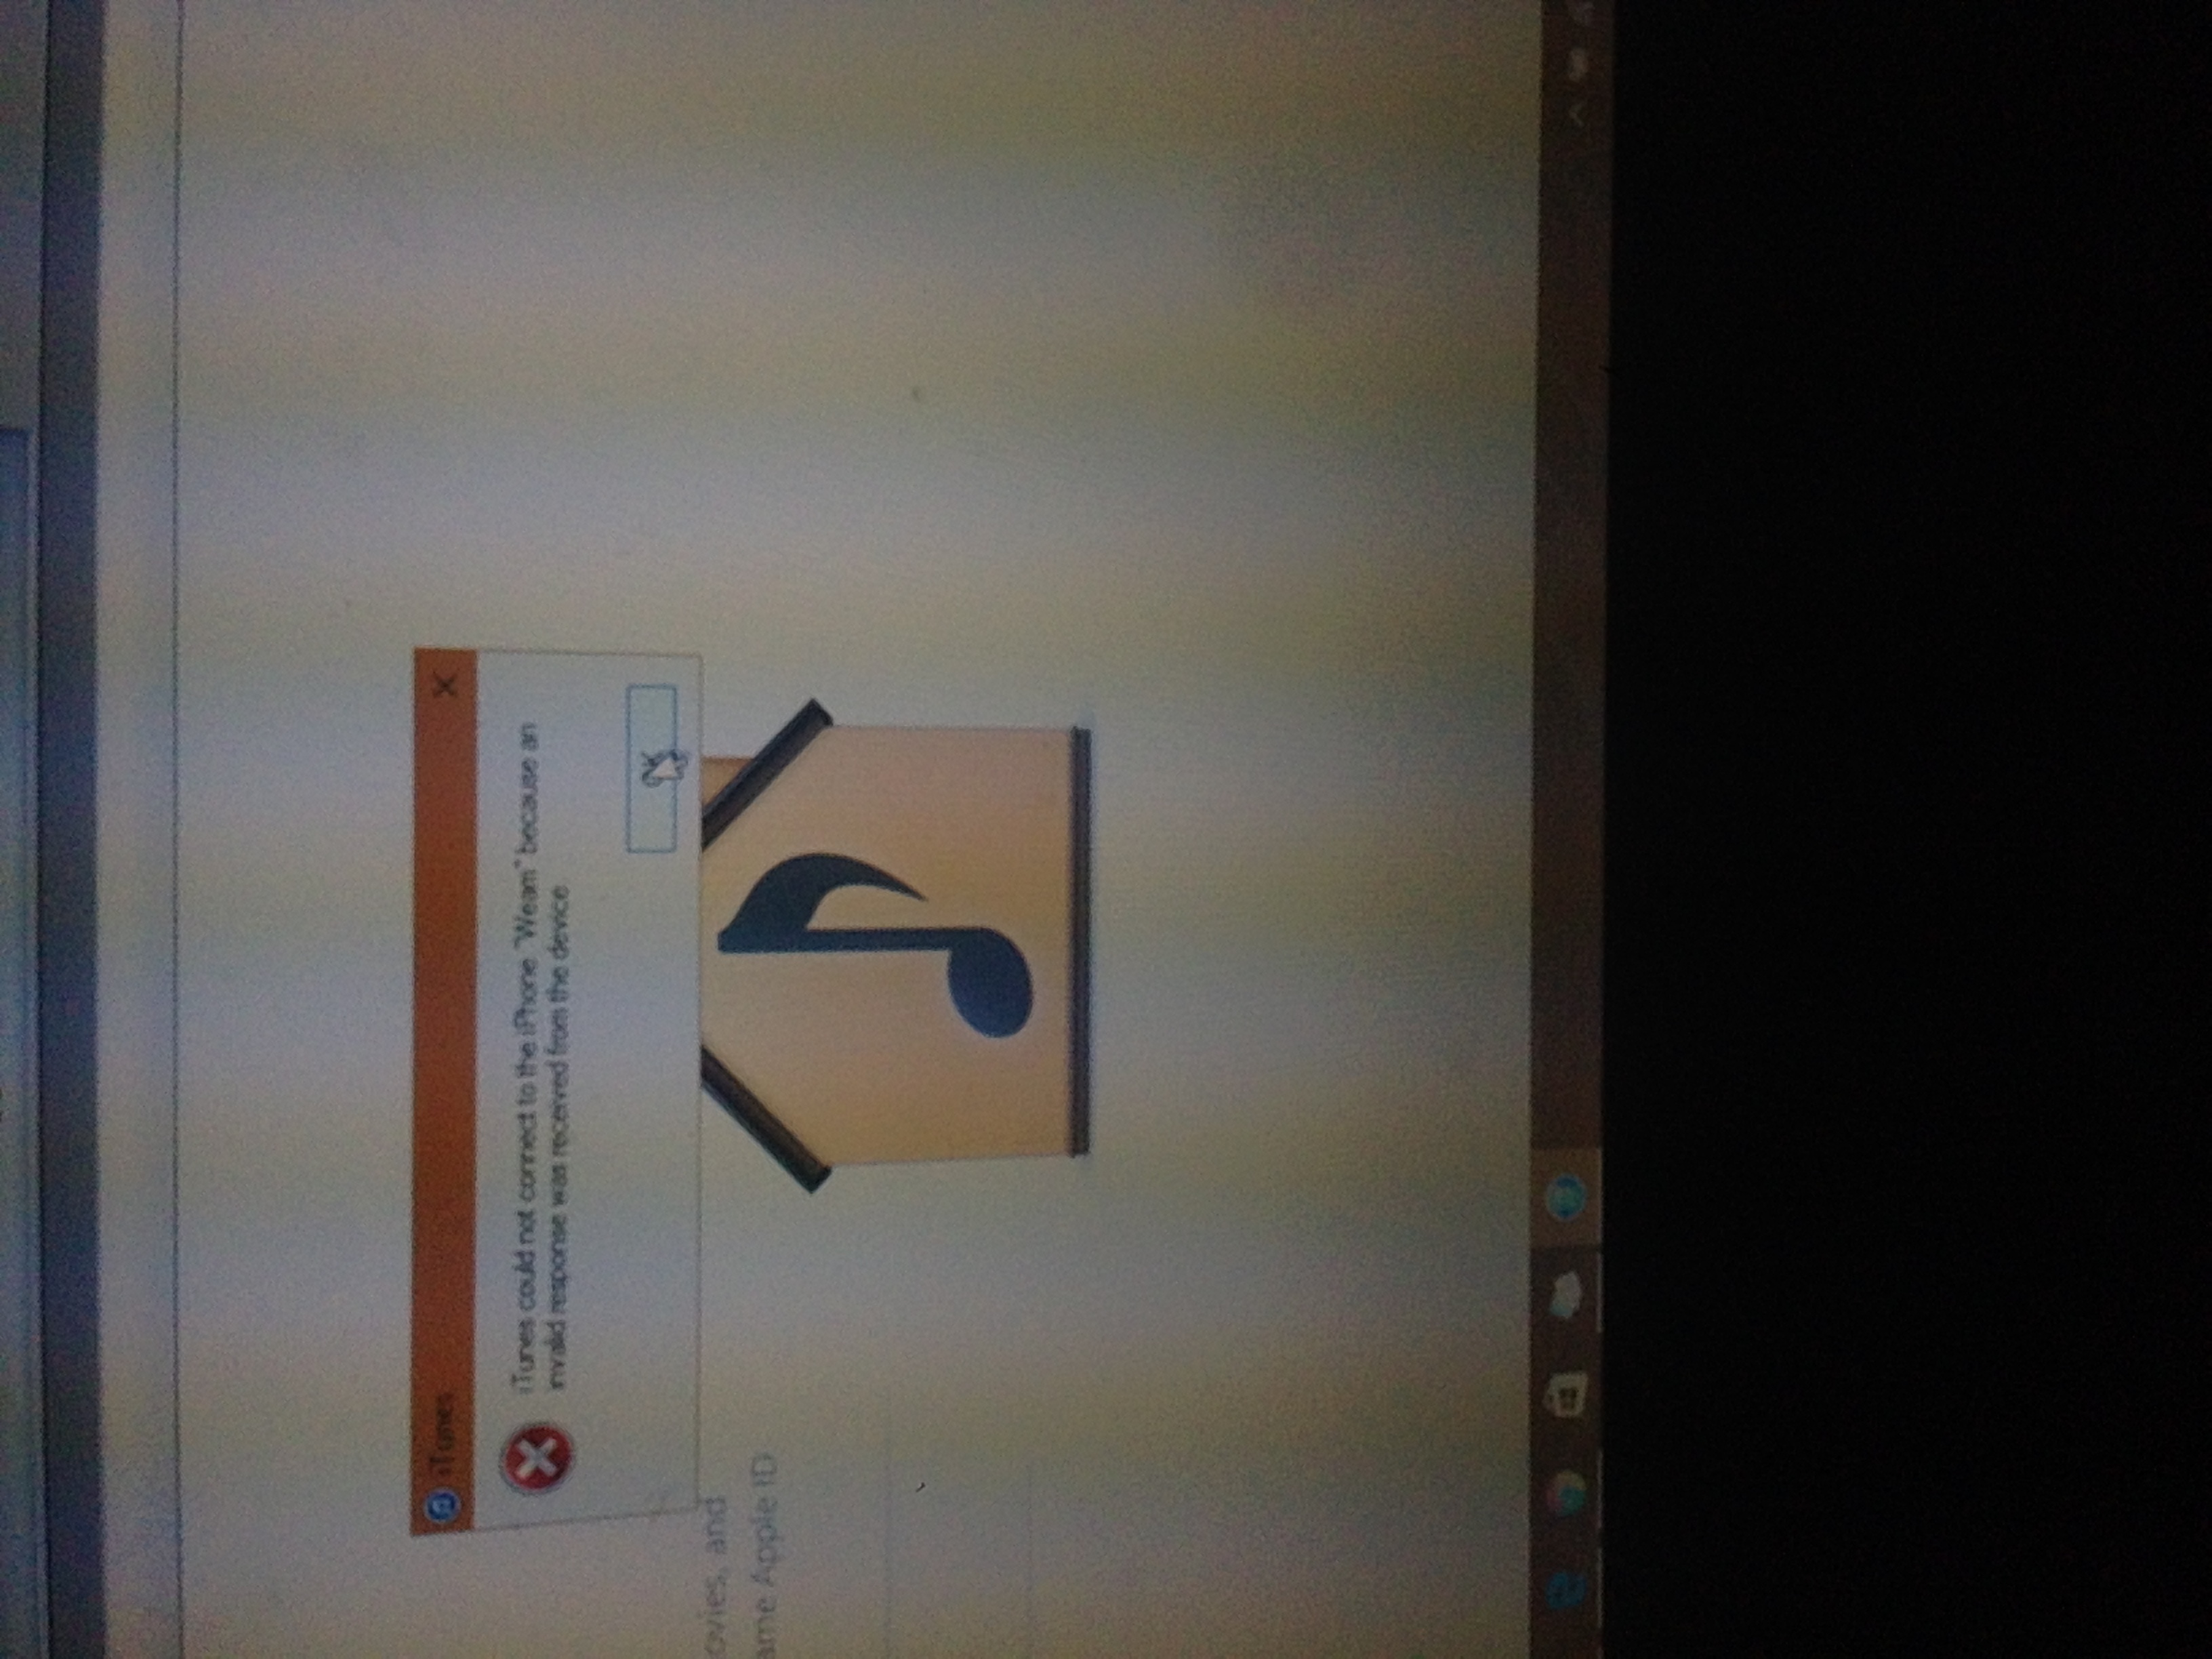 iTunes
iTunes could not connect to the iPhone "Weam" because an
invalid response was received from the device
OK
ovies, and
ame Apple ID